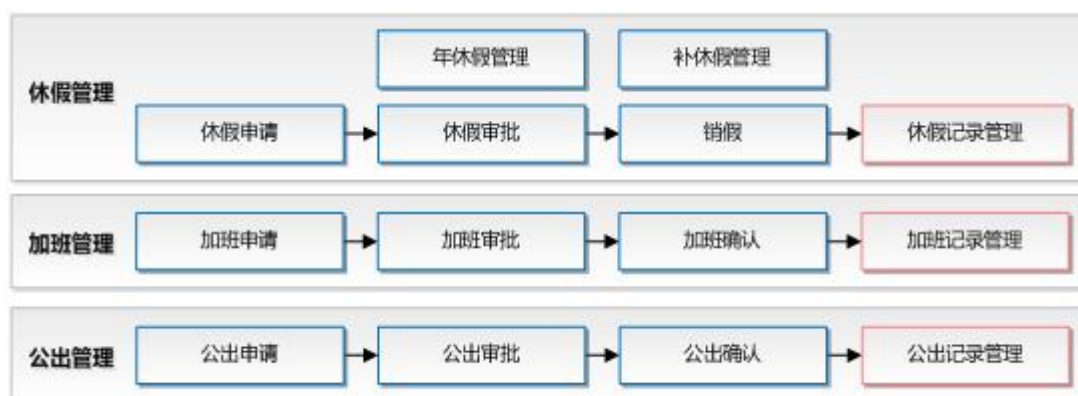 年休假管理
补休假管理
休假管理
休假申请
休假审批
销假
休假记录管理
加班管理
加班申请
加班审批
加班确认
加班记录管理
公出管理
公出申请
公出审批
公出确认
公出记录管理